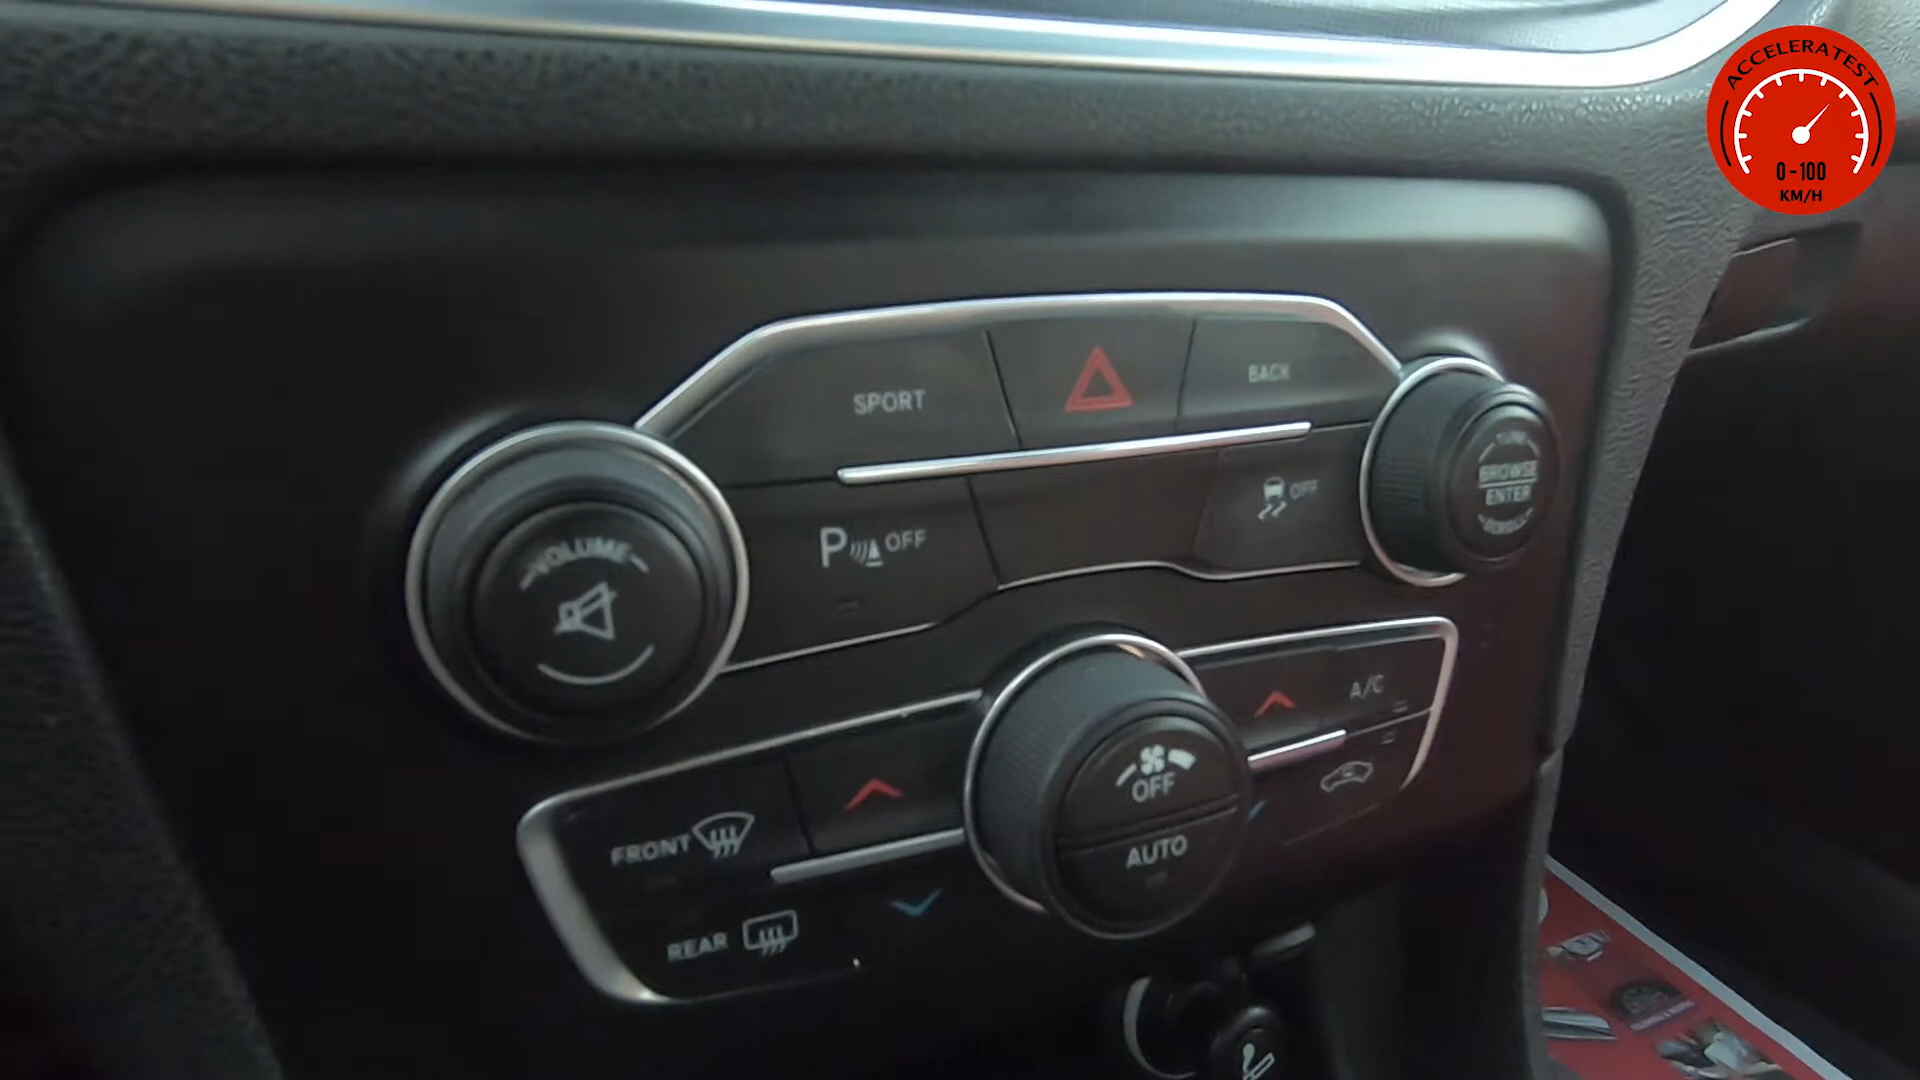 ACCELERATEST
0-100
KM/H
SPORT
BACK
OFF
BROWSE
ENTER
P OFF
VOLUME
A/C
OFF
FRONT
AUTO
REAR